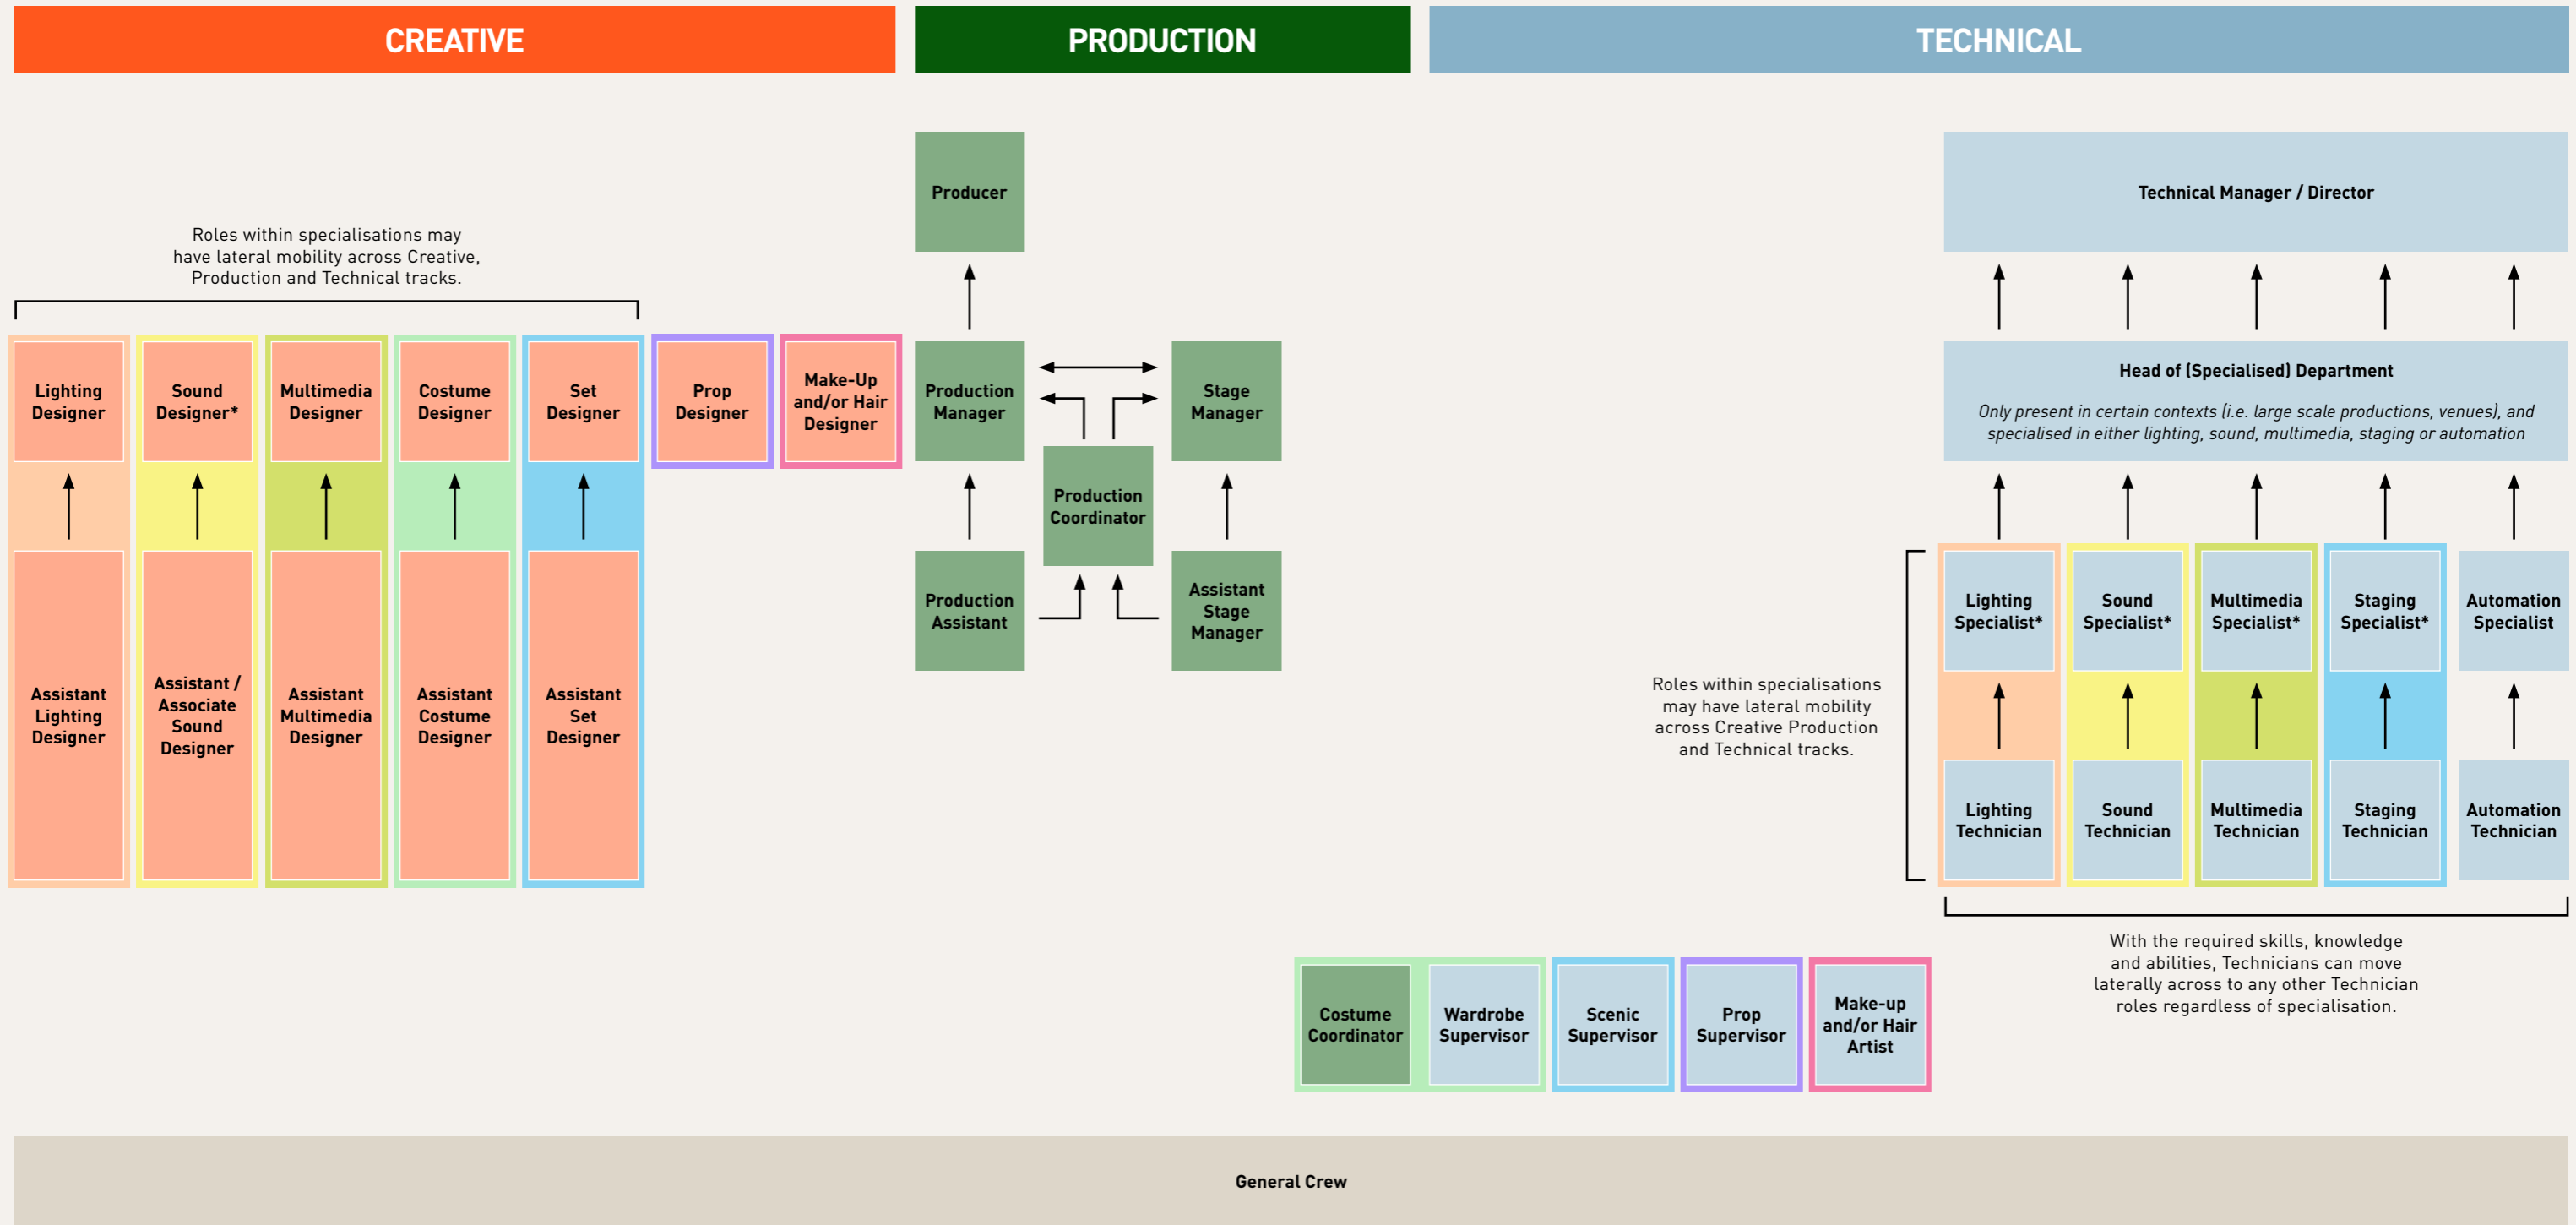 CREATIVE
PRODUCTION
TECHNICAL
Producer
Technical Manager / Director
Roles within specialisations may
have lateral mobility across Creative,
Production and Technical tracks.
Lighting
Designer
Sound
Designer*
Multimedia
Designer
Costume
Designer
Set
Designer
Prop
Designer
Make-Up
and/or Hair
Designer
Production
Manager
Stage
Manager
Head of (Specialised) Department
Only present in certain contexts (i.e. large scale productions, venues), and
specialised in either lighting, sound, multimedia, staging or automation
Production
Coordinator
Assistant
Lighting
Designer
Assistant /
Associate
Sound
Designer
Assistant
Multimedia
Designer
Assistant
Costume
Designer
Assistant
Set
Designer
Production
Assistant
Assistant
Stage
Manager
Roles within specialisations
may have lateral mobility
across Creative Production
and Technical tracks.
Lighting
Specialist*
Sound
Specialist*
Multimedia
Specialist*
Staging
Specialist*
Automation
Specialist
Lighting
Technician
Sound
Technician
Multimedia
Technician
Staging
Technician
Automation
Technician
With the required skills, knowledge
and abilities, Technicians can move
laterally across to any other Technician
roles regardless of specialisation.
Costume
Coordinator
Wardrobe
Supervisor
Scenic
Supervisor
Prop
Supervisor
Make-up
and/or Hair
Artist
General Crew